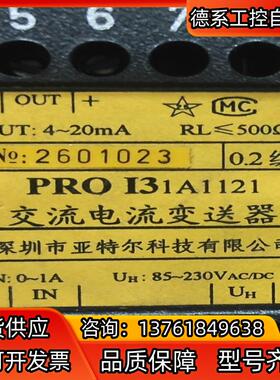 德系工控自
5 6 7
OUT +
MC
UT: 4~20mA RL≤500Ω
№: 2601023 0.2级
PRO I31A1121
交流电流变送器
深圳市亚特尔科技有限公司
N: 0~1A UH: 85~230VAC/DC
IN UH
货供应 咨询: 13761849638
可开发票 品质保障 型号齐